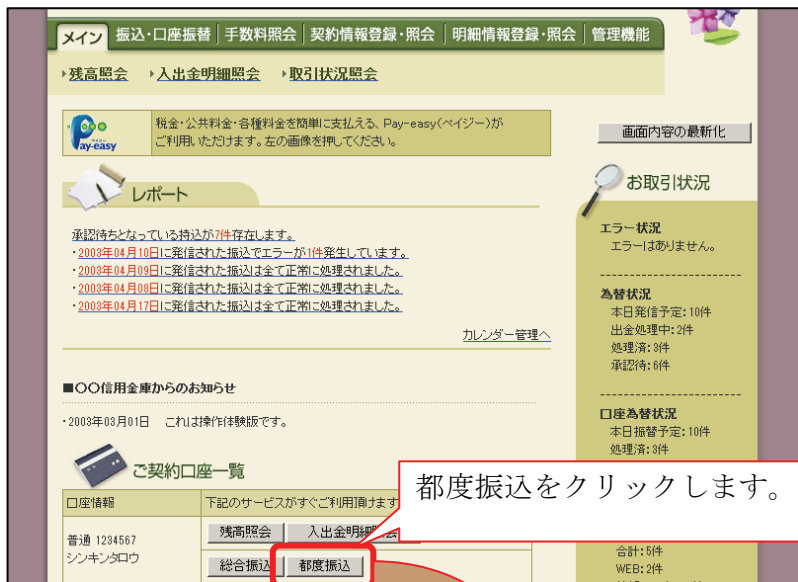 メイン 振込・口座振替 手数料照会 契約情報登録・照会 明細情報登録・照会 管理機能
残高照会 入出金明細照会 取引状況照会
Pay-easy
ペイジー
税金・公共料金・各種料金を簡単に支払える、Pay-easy(ペイジー)が
ご利用いただけます。左の画像を押してください。
画面内容の最新化
レポート
承認待ちとなっている持込が7件存在します。
・2003年04月10日に発信された振込でエラーが1件発生しています。
・2003年04月09日に発信された振込は全て正常に処理されました。
・2003年04月08日に発信された振込は全て正常に処理されました。
・2003年04月17日に発信された振込は全て正常に処理されました。
カレンダー管理へ
■○○信用金庫からのお知らせ
・2003年03月01日 これは操作体験版です。
ご契約口座一覧
口座情報 下記のサービスがすぐご利用頂けます
普通 1234567
シンキンタロウ
残高照会 入出金明細
総合振込 都度振込
お取引状況
エラー状況
エラーはありません。
為替状況
本日発信予定:10件
出金処理中:2件
処理済:3件
承認待:6件
口座為替状況
本日振替予定:10件
処理済:3件
都度振込をクリックします。
合計:5件
WEB:2件